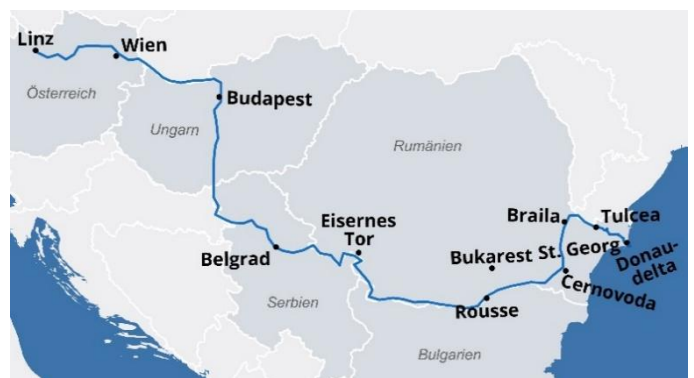 Linz
Wien
Österreich
Budapest
Ungarn
Rumänien
Eisernes
Tor
Braila
Tulcea
Belgrad
Bukarest
St. Georg
Donau-
delta
Cernovoda
Serbien
Rousse
Bulgarien